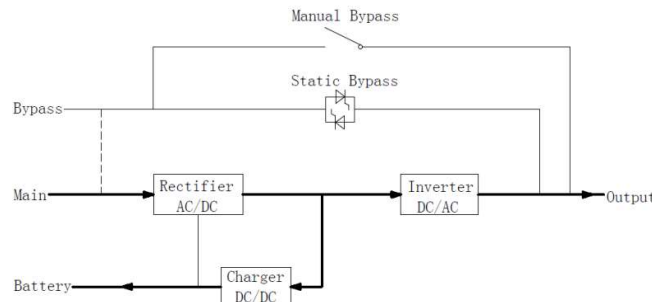 Manual Bypass
Static Bypass
Bypass
Main
Rectifier
AC/DC
Inverter
DC/AC
Output
Battery
Charger
DC/DC